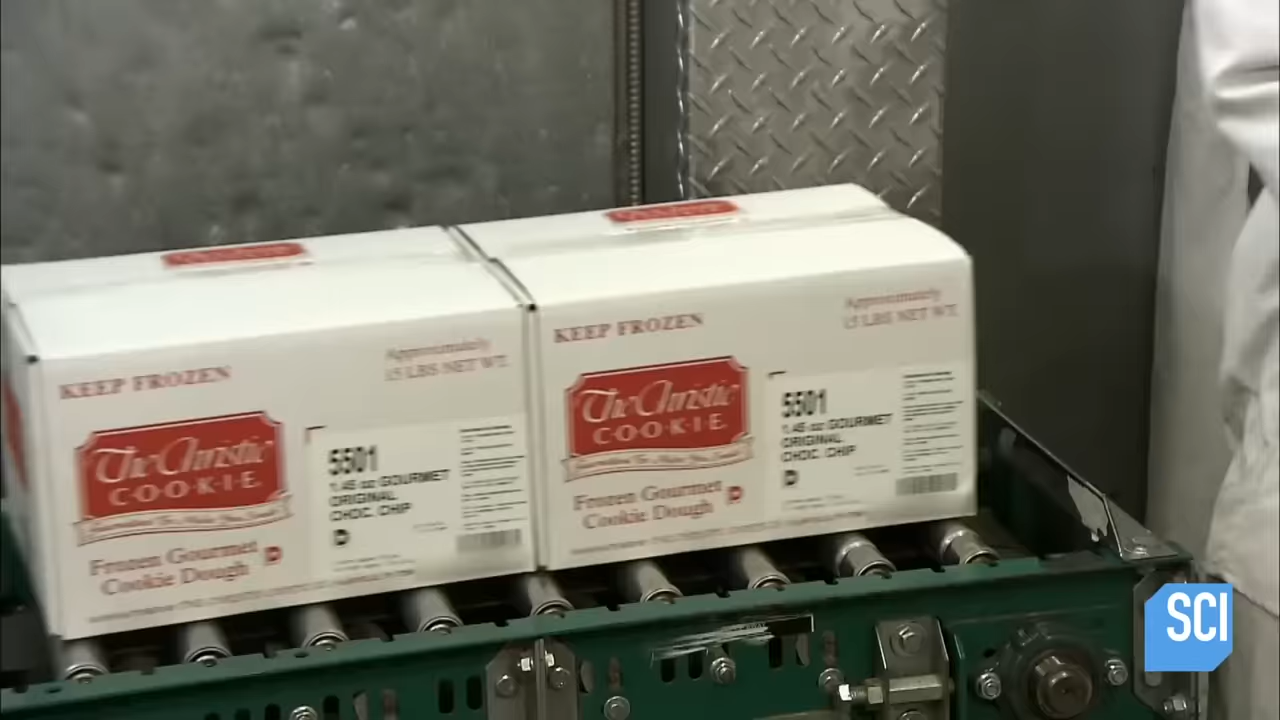 KEEP FROZEN
Approximately
15 LBS NET WT.
The Christie
COOKIE
Frozen Gourmet
Cookie Dough
D
5501
1.45 oz GOURMET
ORIGINAL
CHOC. CHIP
D
KEEP FROZEN
Approximately
15 LBS NET WT.
The Christie
COOKIE
Frozen Gourmet
Cookie Dough
D
5501
1.45 oz GOURMET
ORIGINAL
CHOC. CHIP
D
SCI